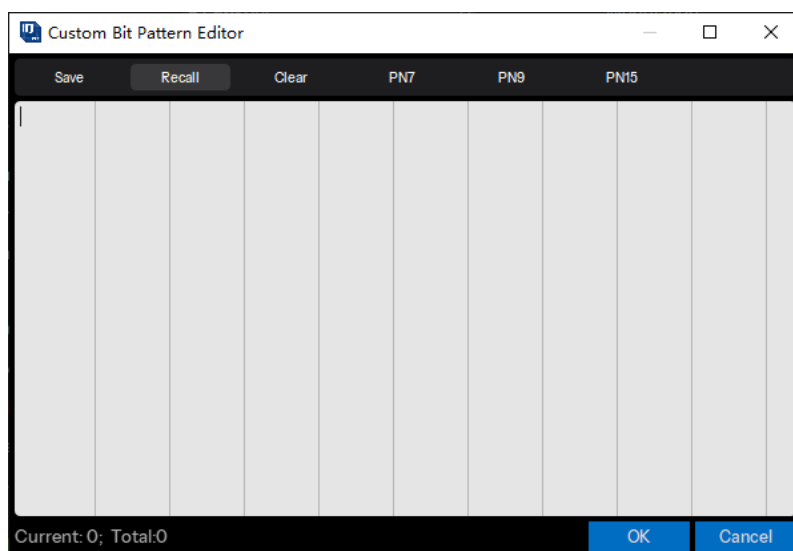 Custom Bit Pattern Editor
Save Recall Clear PN7 PN9 PN15
Current: 0; Total:0 OK Cancel